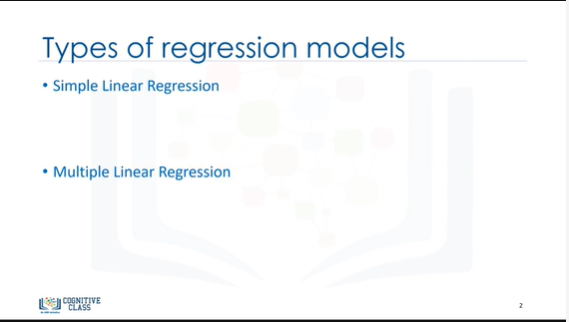 Types of regression models
• Simple Linear Regression
• Multiple Linear Regression
COGNITIVE
CLASS
2